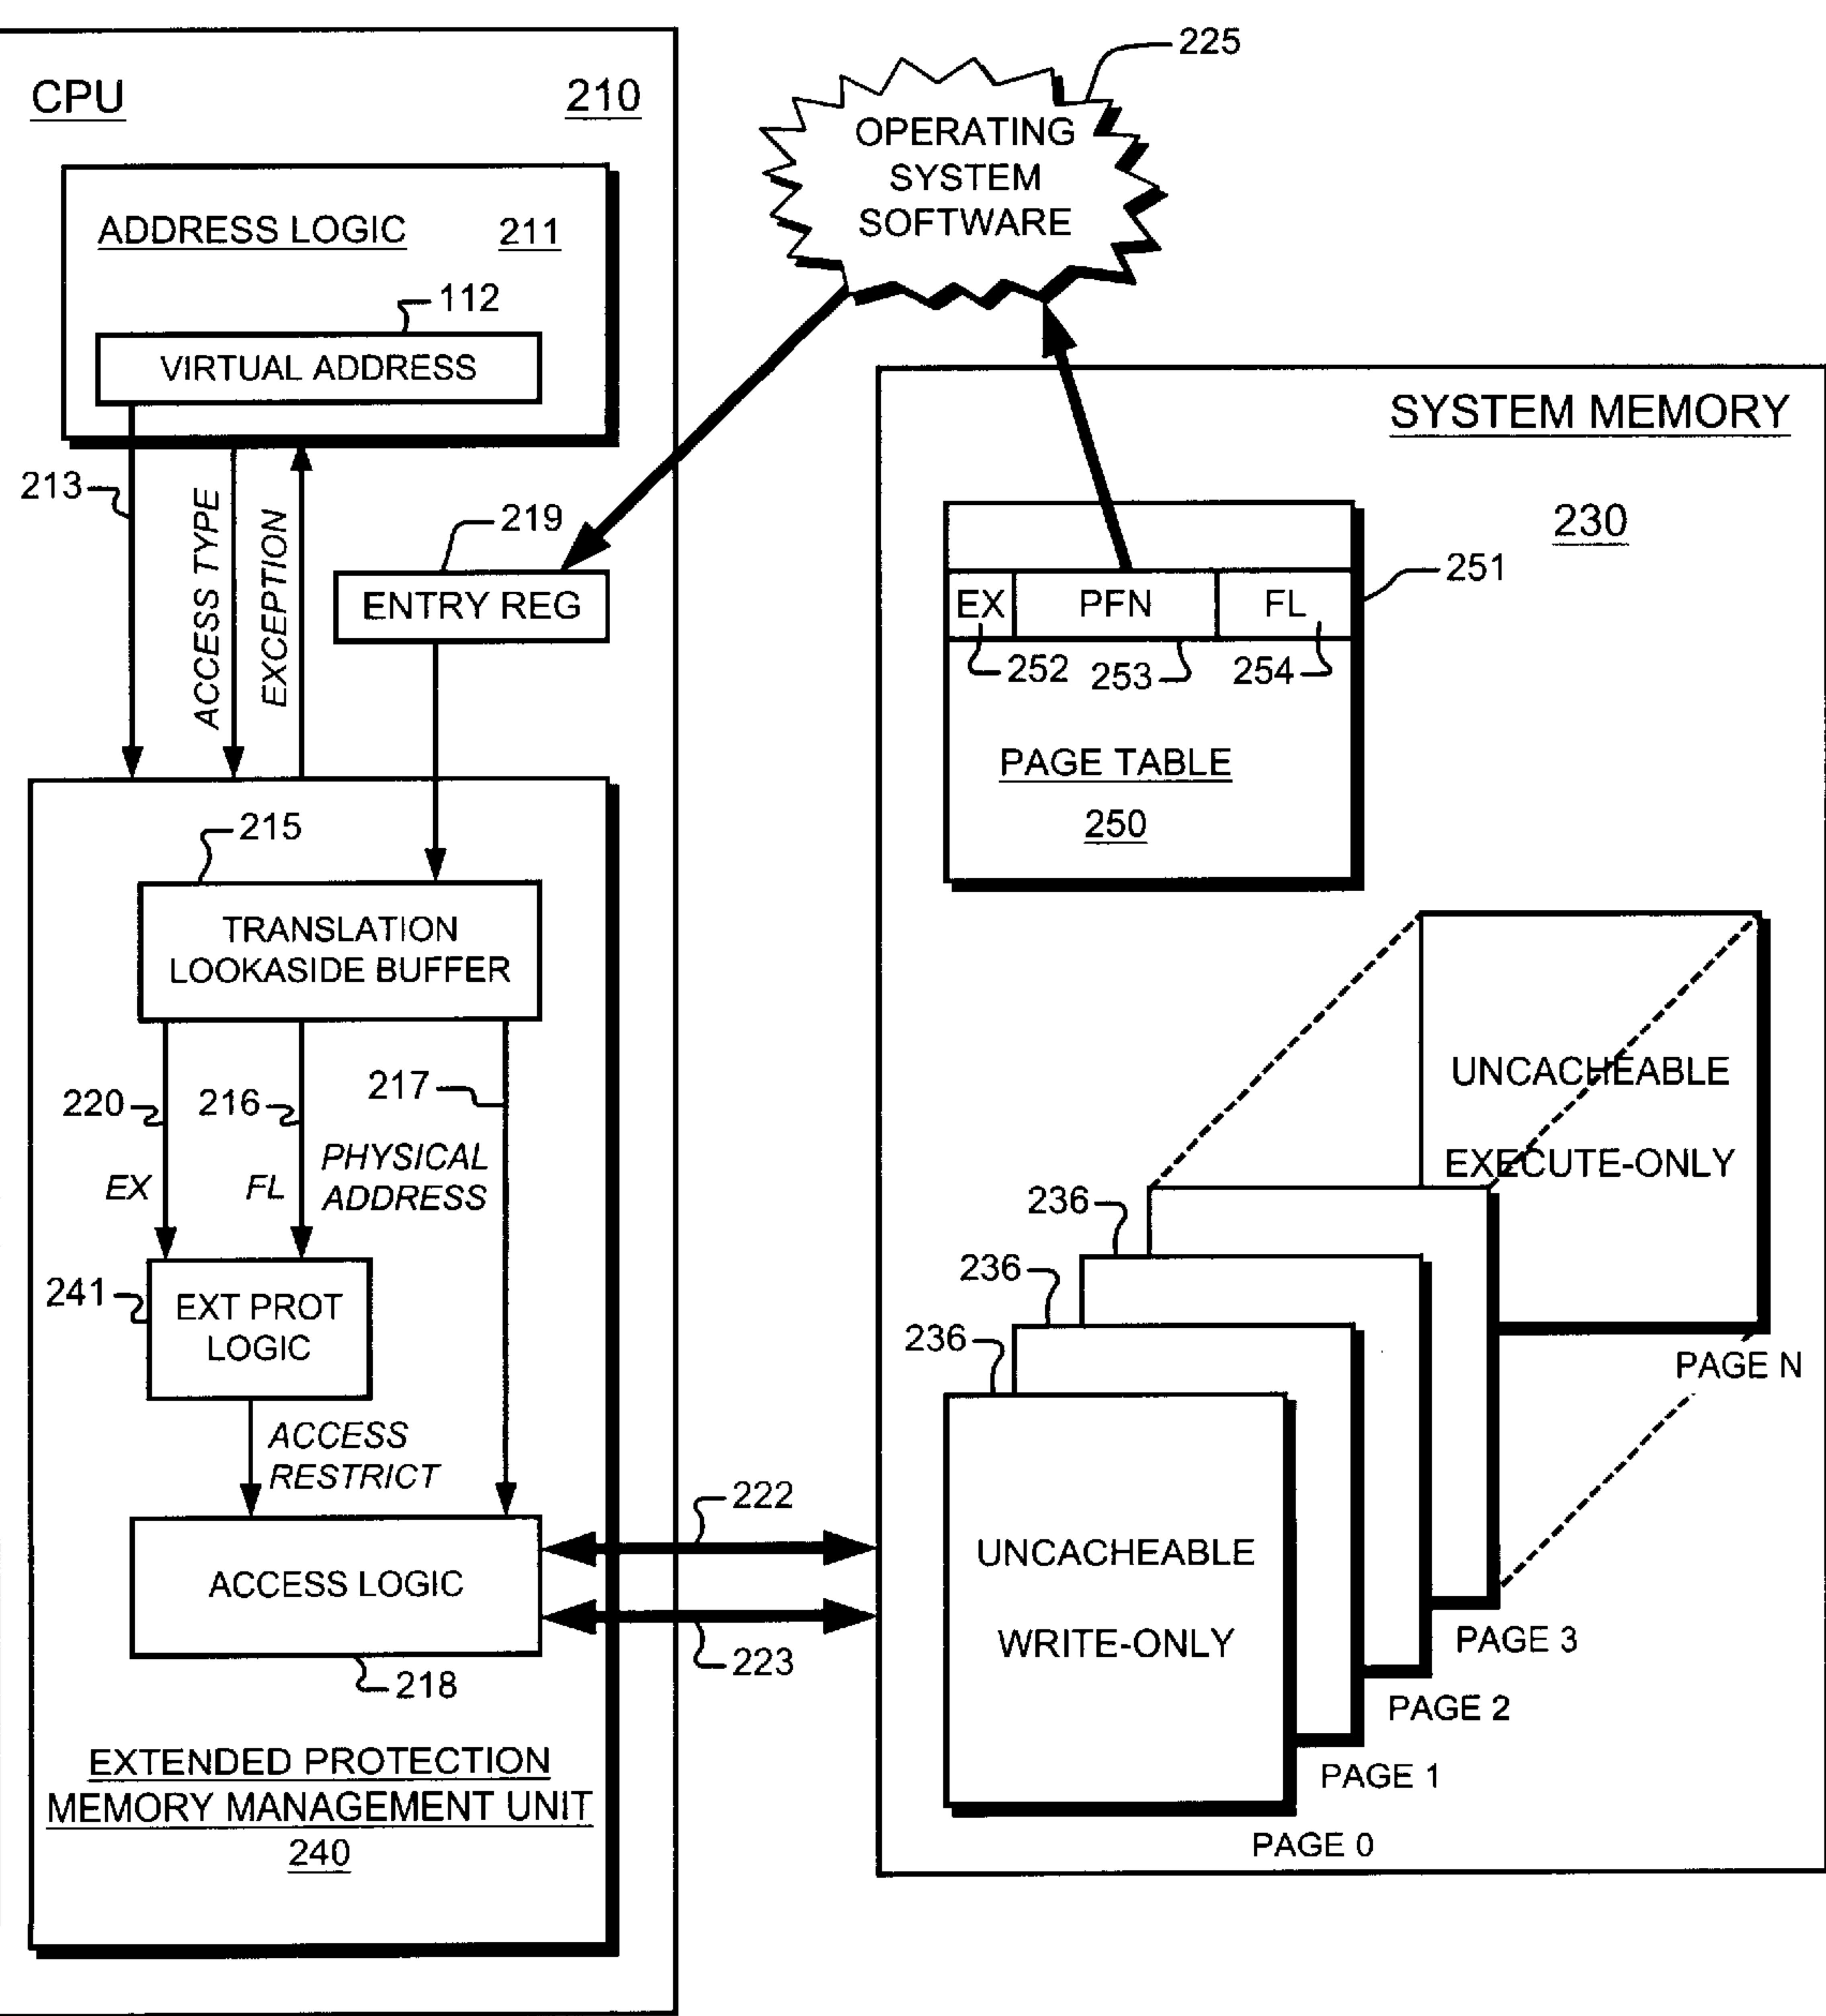 CPU
210
ADDRESS LOGIC
211
112
VIRTUAL ADDRESS
213
ACCESS TYPE
EXCEPTION
219
ENTRY REG
215
TRANSLATION
LOOKASIDE BUFFER
220
216
217
EX
FL
PHYSICAL
ADDRESS
241
EXT PROT
LOGIC
ACCESS
RESTRICT
ACCESS LOGIC
218
EXTENDED PROTECTION
MEMORY MANAGEMENT UNIT
240
222
223
225
OPERATING
SYSTEM
SOFTWARE
SYSTEM MEMORY
230
251
EX
PFN
FL
252
253
254
PAGE TABLE
250
UNCACHEABLE
EXECUTE-ONLY
PAGE N
236
236
236
UNCACHEABLE
WRITE-ONLY
PAGE 3
PAGE 2
PAGE 1
PAGE 0